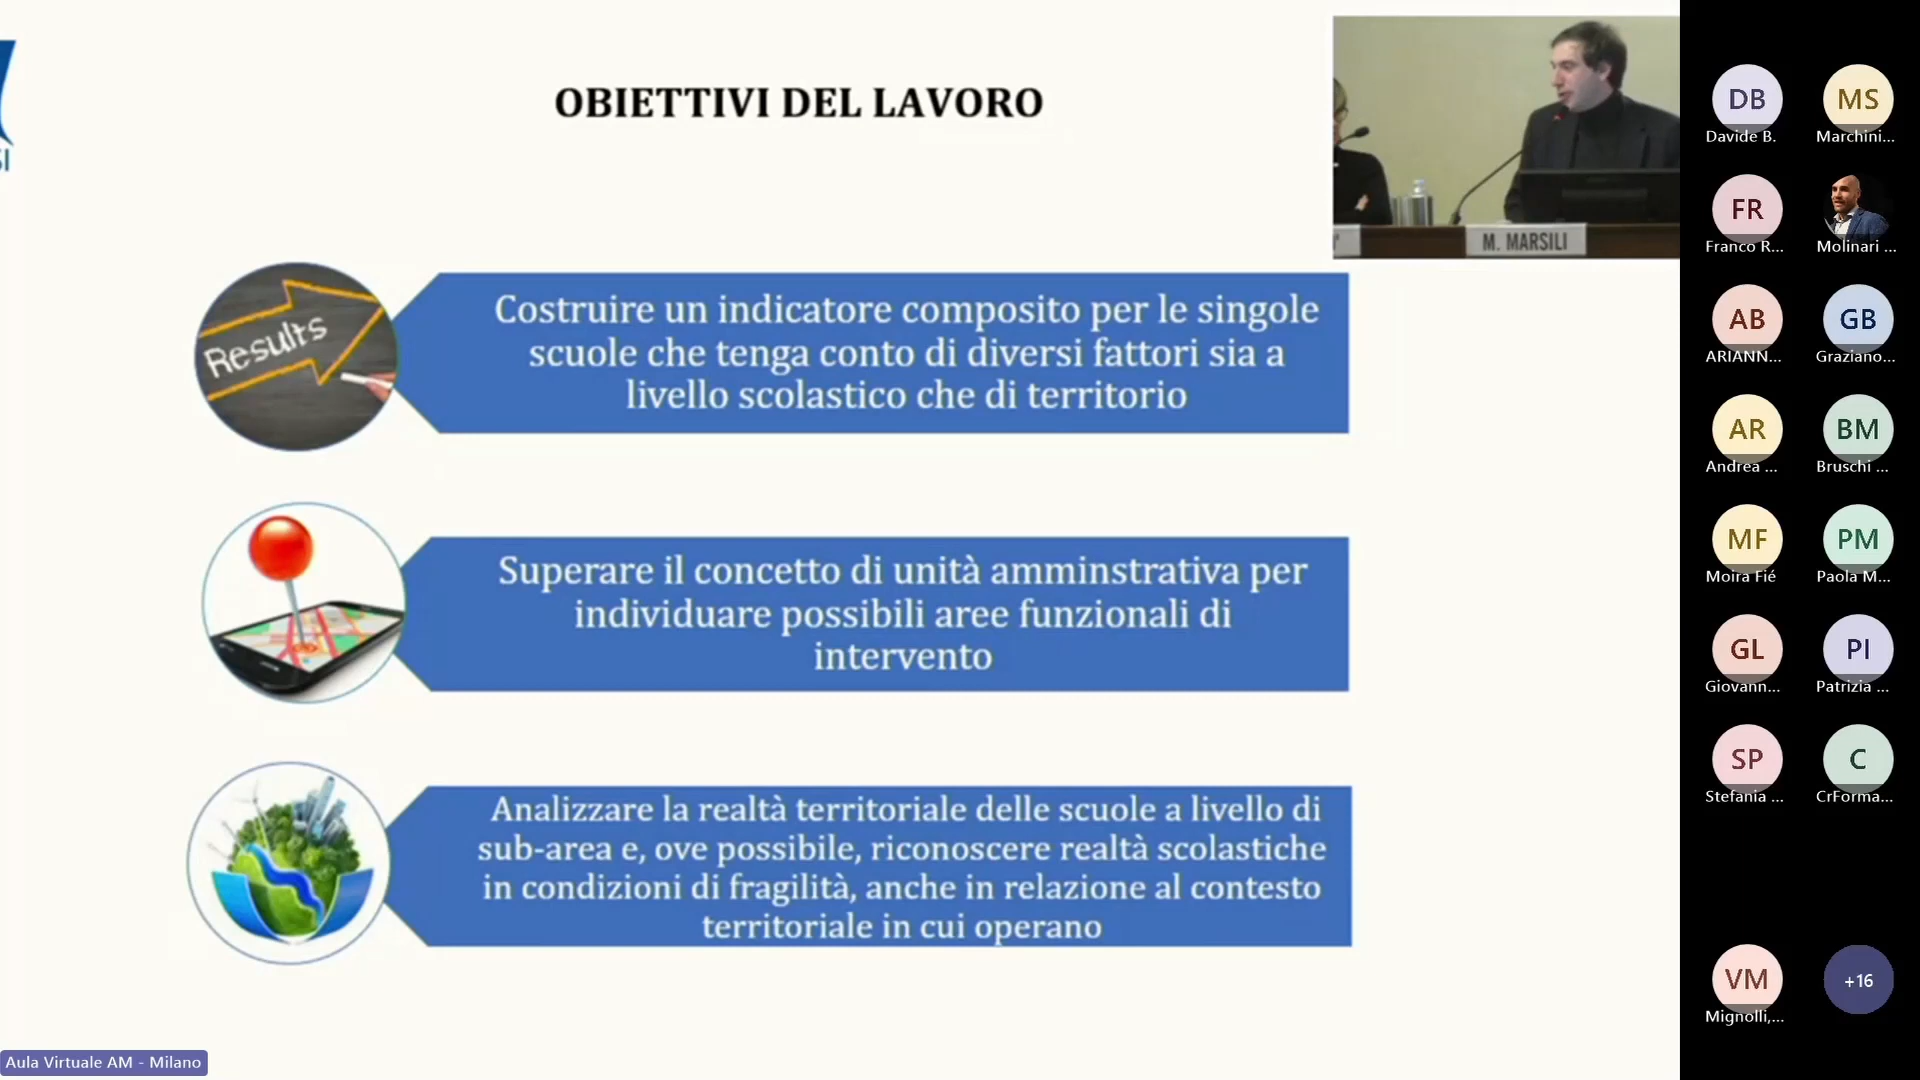 OBIETTIVI DEL LAVORO
Results
Costruire un indicatore composito per le singole
scuole che tenga conto di diversi fattori sia a
livello scolastico che di territorio
Superare il concetto di unità amminstrativa per
individuare possibili aree funzionali di
intervento
Analizzare la realtà territoriale delle scuole a livello di
sub-area e, ove possibile, riconoscere realtà scolastiche
in condizioni di fragilità, anche in relazione al contesto
territoriale in cui operano
M. MARSILI
DB
Davide B.
MS
Marchini...
FR
Franco R...
Molinari ...
AB
ARIANN...
GB
Graziano...
AR
Andrea ...
BM
Bruschi ...
MF
Moira Fié
PM
Paola M...
GL
Giovann...
PI
Patrizia ...
SP
Stefania ...
C
CrForma...
VM
Mignolli,...
+16
Aula Virtuale AM - Milano